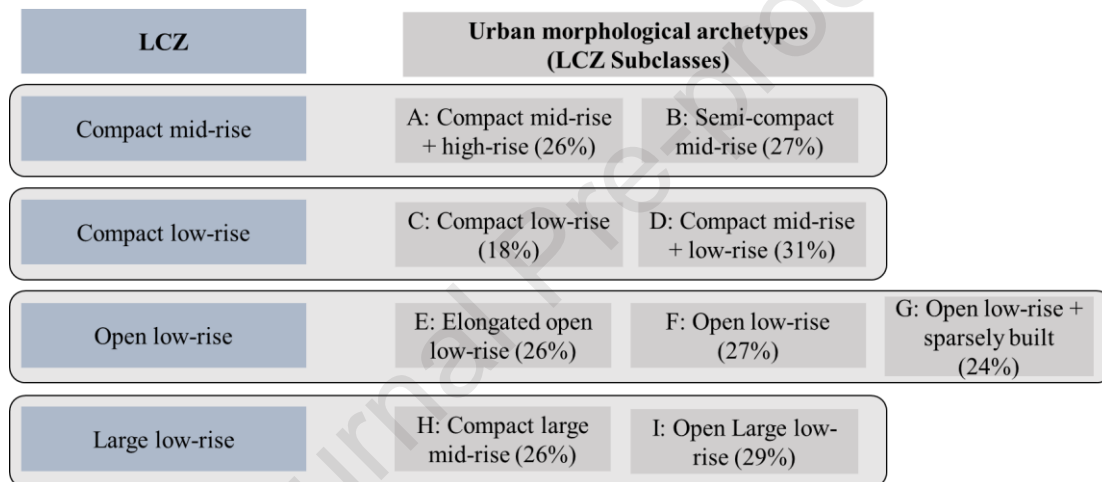 LCZ
Urban morphological archetypes
(LCZ Subclasses)
Compact mid-rise
A: Compact mid-rise
+ high-rise (26%)
B: Semi-compact
mid-rise (27%)
Compact low-rise
C: Compact low-rise
(18%)
D: Compact mid-rise
+ low-rise (31%)
Open low-rise
E: Elongated open
low-rise (26%)
F: Open low-rise
(27%)
G: Open low-rise +
sparsely built
(24%)
Large low-rise
H: Compact large
mid-rise (26%)
I: Open Large low-
rise (29%)
urnal Pre-proo